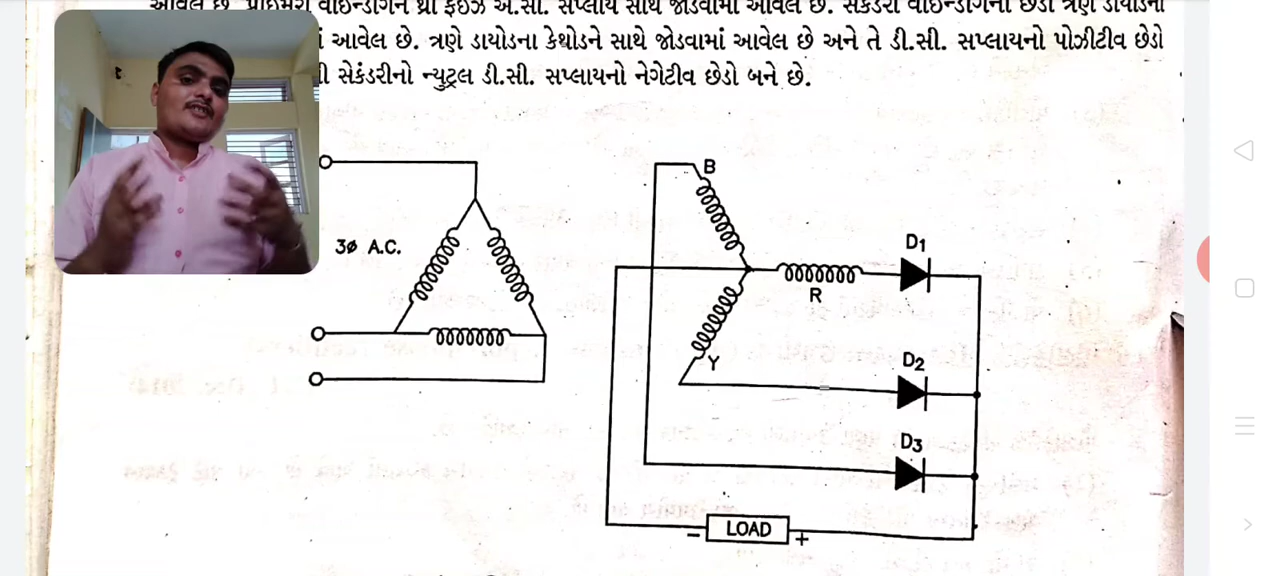 આવેલ છે. પ્રાઇમરી વાઇન્ડીંગને થ્રી ફેઇઝ એ.સી. સપ્લાય સાથે જોડવામાં આવેલ છે. સેકંડરી વાઇન્ડીંગના છેડા ત્રણ ડાયોડના
આવેલ છે. ત્રણે ડાયોડના કેથોડને સાથે જોડવામાં આવેલ છે અને તે ડી.સી. સપ્લાયનો પોઝીટીવ છેડો
સેકંડરીનો ન્યુટ્રલ ડી.સી. સપ્લાયનો નેગેટીવ છેડો બને છે.
B
3ø A.C.
D1
R
Y
D2
D3
− LOAD +